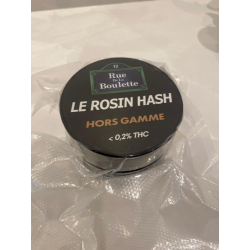 Rue
de la
Boulette
LE ROSIN HASH
HORS GAMME
< 0,2% THC